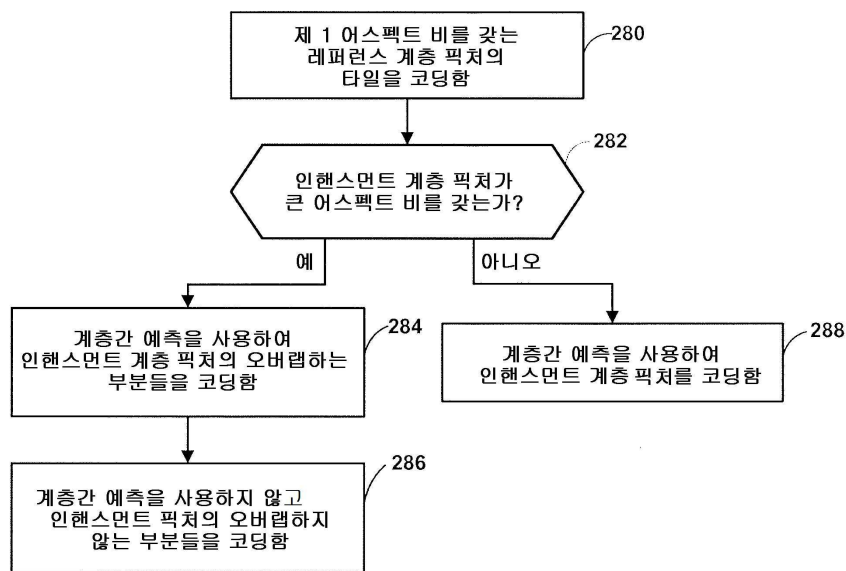 제 1 어스펙트 비를 갖는
레퍼런스 계층 픽처의
타일을 코딩함
280
282
인핸스먼트 계층 픽처가
큰 어스펙트 비를 갖는가?
예
아니오
계층간 예측을 사용하여
인핸스먼트 계층 픽처의 오버랩하는
부분들을 코딩함
284
계층간 예측을 사용하여
인핸스먼트 계층 픽처를 코딩함
288
계층간 예측을 사용하지 않고
인핸스먼트 픽처의 오버랩하지
않는 부분들을 코딩함
286